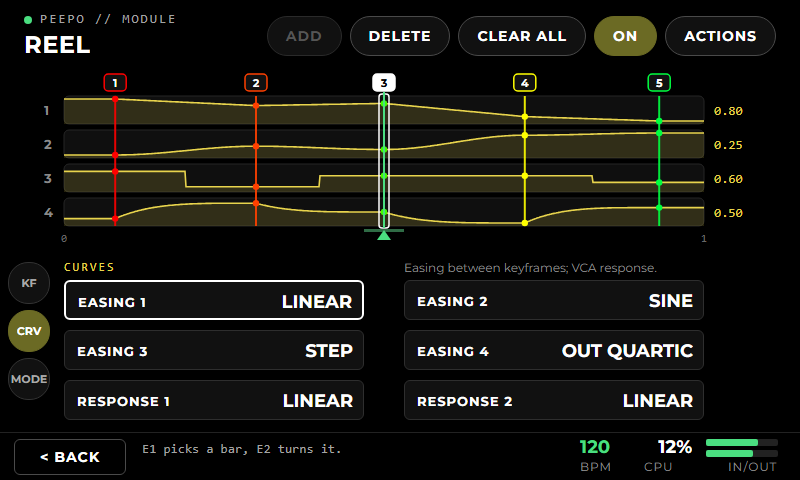 PEEPO // MODULE
REEL
ADD
DELETE
CLEAR ALL
ON
ACTIONS
1 2 3 4 5
1 0.80
2 0.25
3 0.60
4 0.50
0 1
CURVES
Easing between keyframes; VCA response.
KF
CRV
MODE
EASING 1 LINEAR
EASING 2 SINE
EASING 3 STEP
EASING 4 OUT QUARTIC
RESPONSE 1 LINEAR
RESPONSE 2 LINEAR
< BACK
E1 picks a bar, E2 turns it.
120
BPM
12%
CPU
IN/OUT